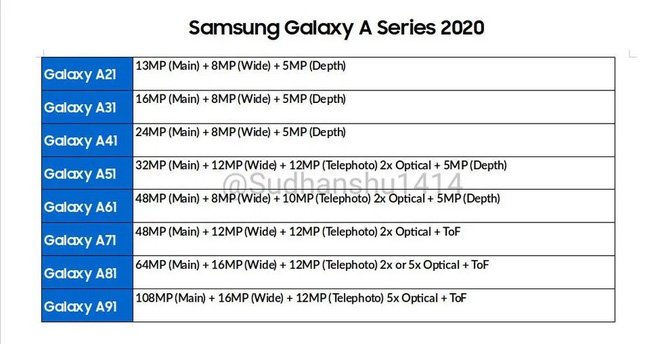 Samsung Galaxy A Series 2020
Galaxy A21 13MP (Main) + 8MP (Wide) + 5MP (Depth)
Galaxy A31 16MP (Main) + 8MP (Wide) + 5MP (Depth)
Galaxy A41 24MP (Main) + 8MP (Wide) + 5MP (Depth)
Galaxy A51 32MP (Main) + 12MP (Wide) + 12MP (Telephoto) 2x Optical + 5MP (Depth)
@Sudhanshu1414
Galaxy A61 48MP (Main) + 8MP (Wide) + 10MP (Telephoto) 2x Optical + 5MP (Depth)
Galaxy A71 48MP (Main) + 12MP (Wide) + 12MP (Telephoto) 2x Optical + ToF
Galaxy A81 64MP (Main) + 16MP (Wide) + 12MP (Telephoto) 2x or 5x Optical + ToF
Galaxy A91 108MP (Main) + 16MP (Wide) + 12MP (Telephoto) 5x Optical + ToF